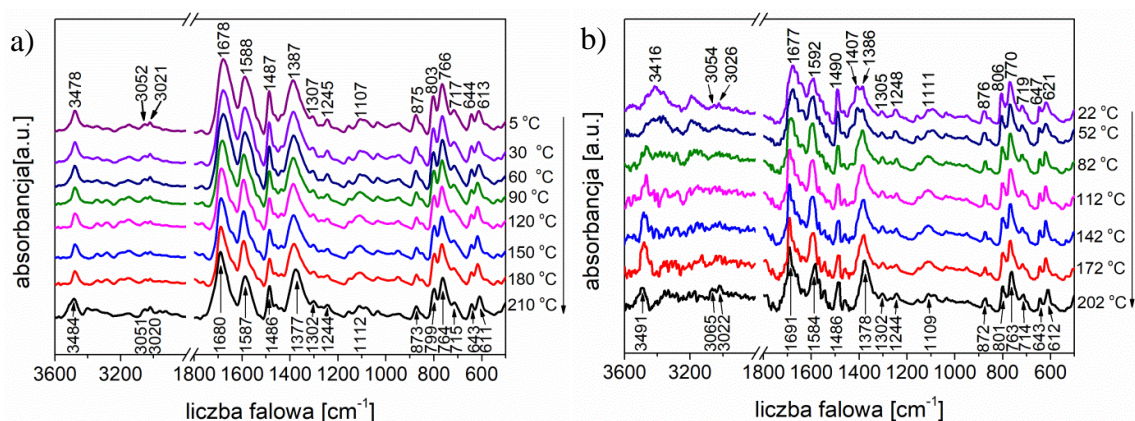 a)
absorbancja[a.u.]
3478
3052
3021
1678
1588
1487
1387
1307
1245
1107
875
803
766
717
644
613
5 °C
30 °C
60 °C
90 °C
120 °C
150 °C
180 °C
210 °C
3484
3051
3020
1680
1587
1486
1377
1302
1244
1112
873
799
764
715
643
611
3600 3200 1800 1600 1400 1200 1000 800 600
liczba falowa [cm⁻¹]
b)
absorbancja [a.u.]
3416
3054
3026
1677
1592
1490
1407
1386
1305
1248
1111
876
806
770
719
647
621
22 °C
52 °C
82 °C
112 °C
142 °C
172 °C
202 °C
3491
3065
3022
1691
1584
1486
1378
1302
1244
1109
872
801
763
714
643
612
3600 3200 1800 1600 1400 1200 1000 800 600
liczba falowa [cm⁻¹]